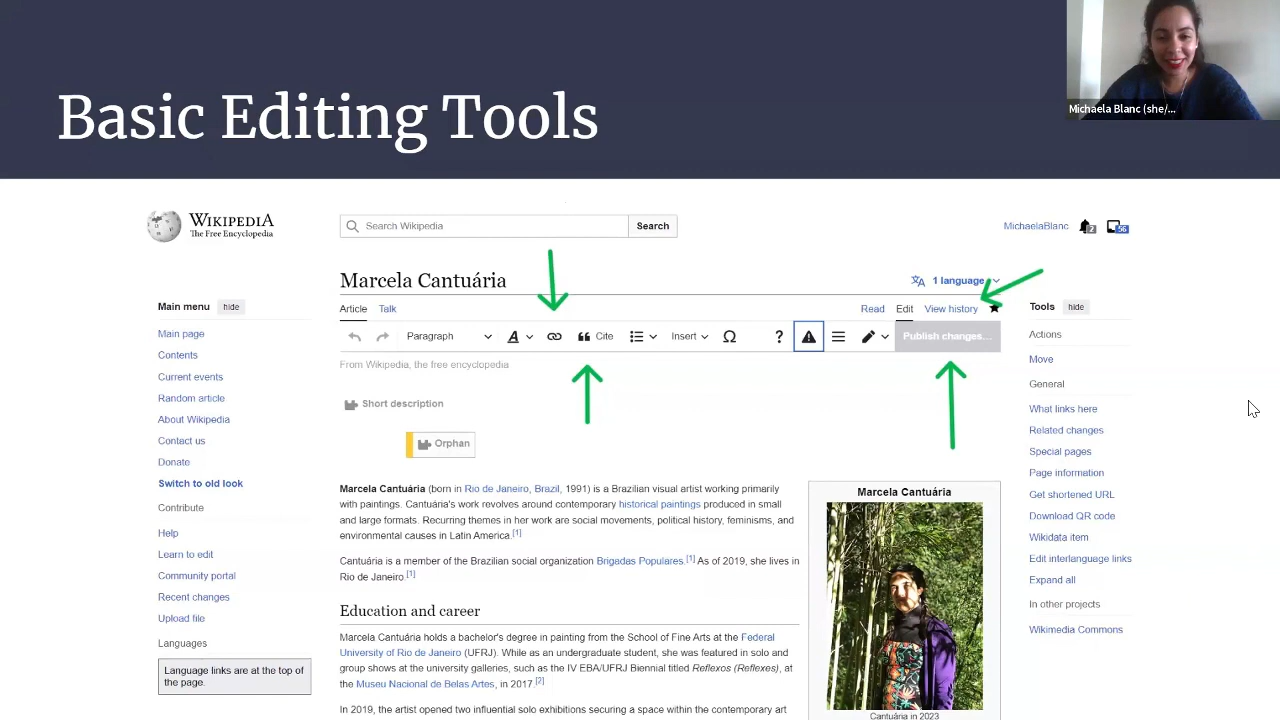 Basic Editing Tools
Michaela Blanc (she/...
WIKIPEDIA
The Free Encyclopedia
Search Wikipedia
Search
MichaelaBlanc
2
56
Marcela Cantuária
1 language
Main menu
hide
Main page
Contents
Current events
Random article
About Wikipedia
Contact us
Donate
Switch to old look
Contribute
Help
Learn to edit
Community portal
Recent changes
Upload file
Languages
Language links are at the top of
the page.
Article
Talk
Read
Edit
View history
Paragraph
A
Cite
Insert
Ω
?
Publish changes...
From Wikipedia, the free encyclopedia
Short description
Orphan
Marcela Cantuária (born in Rio de Janeiro, Brazil, 1991) is a Brazilian visual artist working primarily
with paintings. Cantuária's work revolves around contemporary historical paintings produced in small
and large formats. Recurring themes in her work are social movements, political history, feminisms, and
environmental causes in Latin America.[1]
Cantuária is a member of the Brazilian social organization Brigadas Populares.[1] As of 2019, she lives in
Rio de Janeiro.[1]
Education and career
Marcela Cantuária holds a bachelor's degree in painting from the School of Fine Arts at the Federal
University of Rio de Janeiro (UFRJ). While as an undergraduate student, she was featured in solo and
group shows at the university galleries, such as the IV EBA/UFRJ Biennial titled Reflexos (Reflexes), at
the Museu Nacional de Belas Artes, in 2017.[2]
In 2019, the artist opened two influential solo exhibitions securing a space within the contemporary art
Marcela Cantuária
Cantuária in 2023
Tools
hide
Actions
Move
General
What links here
Related changes
Special pages
Page information
Get shortened URL
Download QR code
Wikidata item
Edit interlanguage links
Expand all
In other projects
Wikimedia Commons